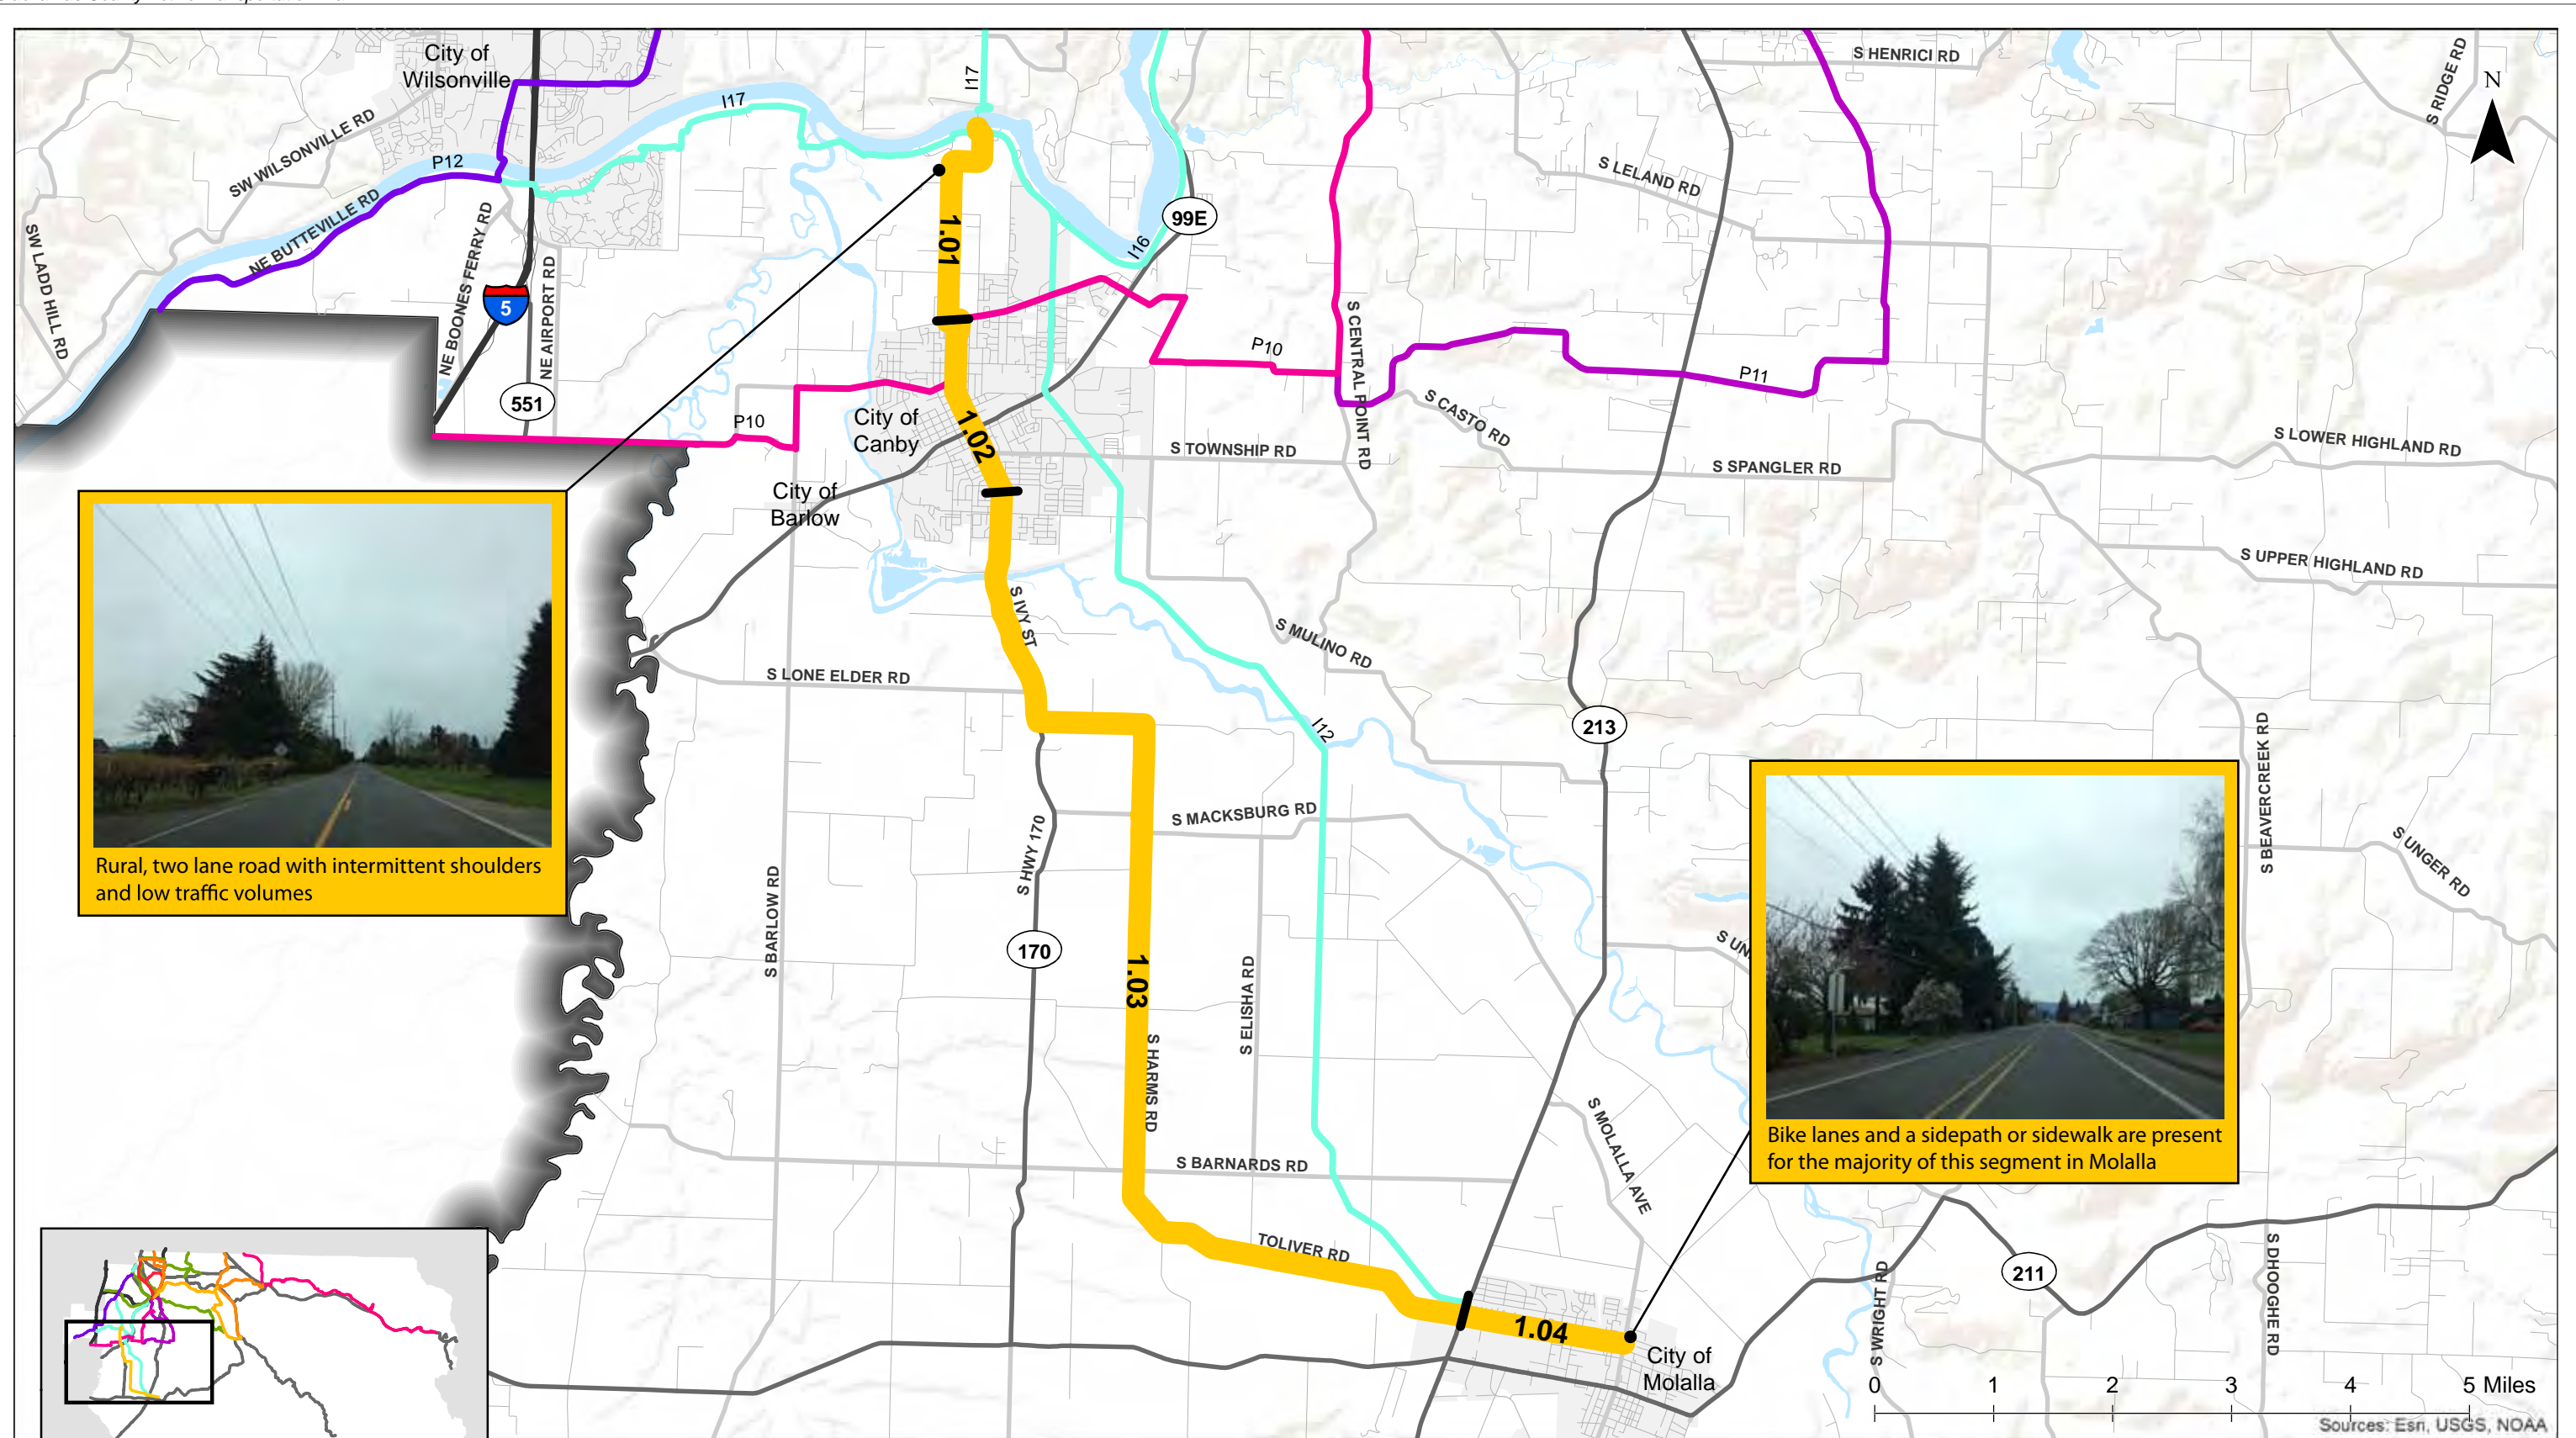 City of
Wilsonville
I17
I17
S HENRICI RD
S RIDGE RD
N
SW WILSONVILLE RD
P12
S LELAND RD
NE BUTTEVILLE RD
SW LADD HILL RD
NE BOONES FERRY RD
NE AIRPORT RD
5
551
1.01
99E
I16
P10
P11
S CENTRAL POINT RD
S CASTO RD
P10
City of
Canby
1.02
S TOWNSHIP RD
S SPANGLER RD
S LOWER HIGHLAND RD
City of
Barlow
S UPPER HIGHLAND RD
S IVY ST
S MULINO RD
S LONE ELDER RD
I12
213
S BEAVERCREEK RD
S UNGER RD
S MACKSBURG RD
S HWY 170
S BARLOW RD
170
1.03
S ELISHA RD
S HARMS RD
S UN
Rural, two lane road with intermittent shoulders
and low traffic volumes
Bike lanes and a sidepath or sidewalk are present
for the majority of this segment in Molalla
S BARNARDS RD
S MOLALLA AVE
TOLIVER RD
1.04
City of
Molalla
S WRIGHT RD
211
S DHOOGHE RD
0 1 2 3 4 5 Miles
Sources: Esri, USGS, NOAA